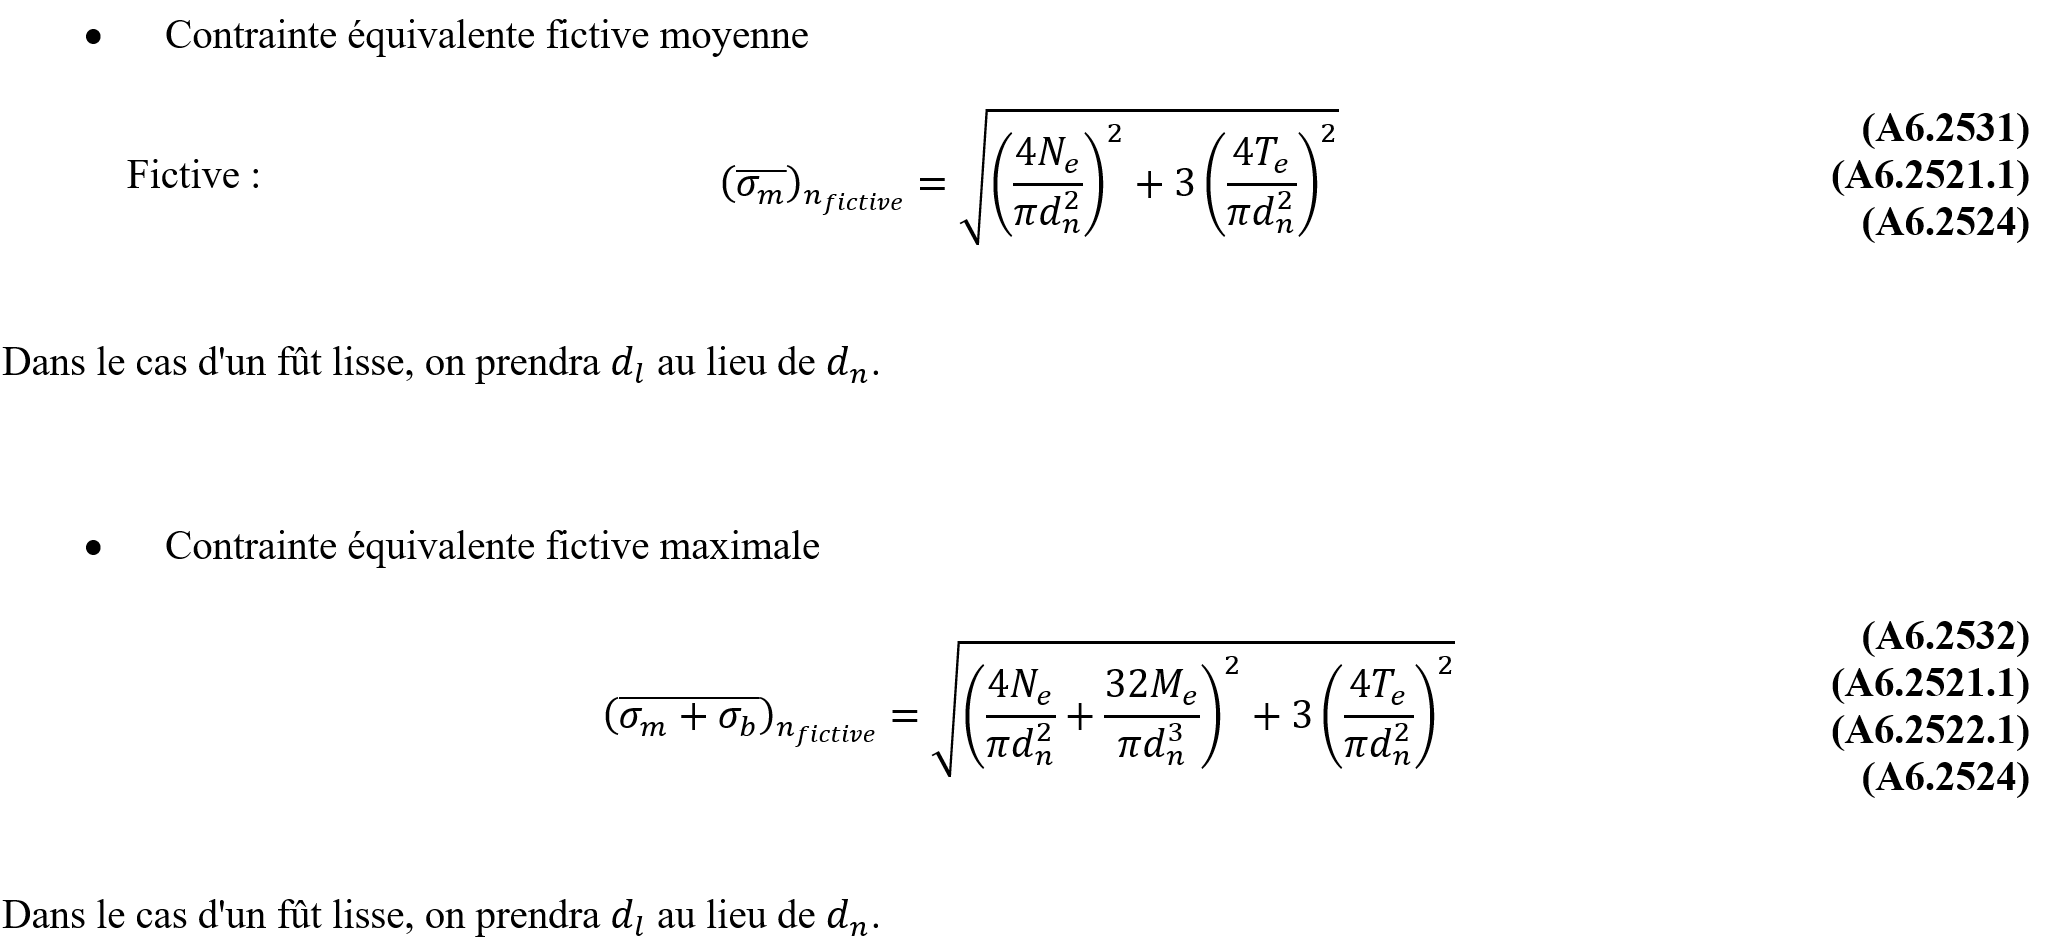 • Contrainte équivalente fictive moyenne
Fictive : $(\overline{\sigma_m})_{n_{fictive}} = \sqrt{\left(\frac{4N_e}{\pi d_n^2}\right)^2 + 3\left(\frac{4T_e}{\pi d_n^2}\right)^2}$
(A6.2531)
(A6.2521.1)
(A6.2524)
Dans le cas d'un fût lisse, on prendra $d_l$ au lieu de $d_n$.
• Contrainte équivalente fictive maximale
$(\overline{\sigma_m + \sigma_b})_{n_{fictive}} = \sqrt{\left(\frac{4N_e}{\pi d_n^2} + \frac{32M_e}{\pi d_n^3}\right)^2 + 3\left(\frac{4T_e}{\pi d_n^2}\right)^2}$
(A6.2532)
(A6.2521.1)
(A6.2522.1)
(A6.2524)
Dans le cas d'un fût lisse, on prendra $d_l$ au lieu de $d_n$.